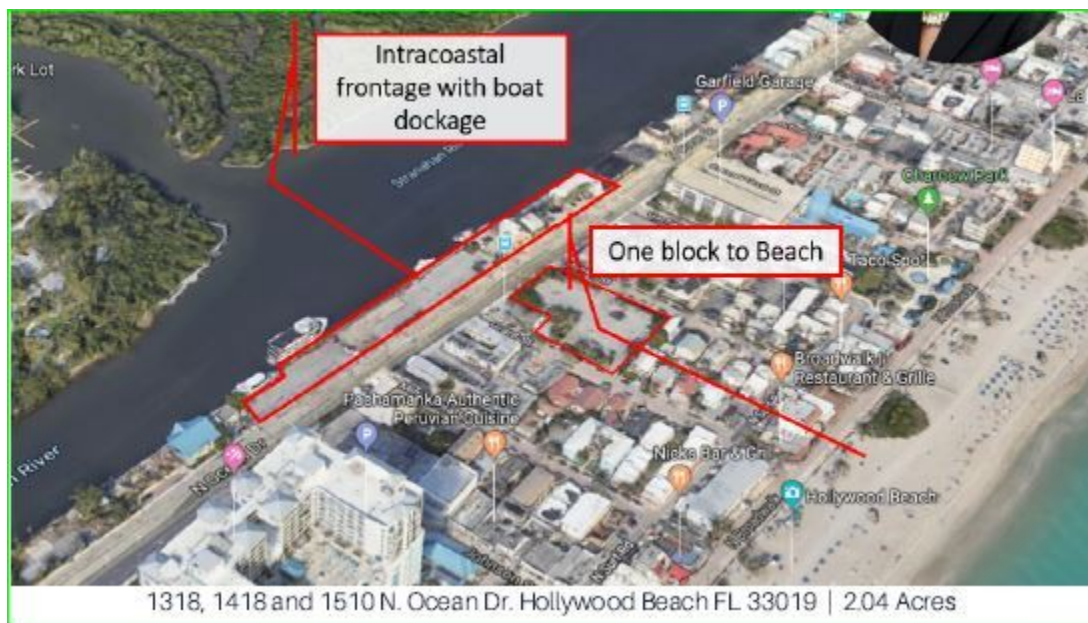 Intracoastal
frontage with boat
dockage
rk Lot
Garfield Garage
Charnow Park
One block to Beach
Taco Spot
Broadwalk
Restaurant & Grille
Pachamanka Authentic
Peruvian Cuisine
Nicks Bar & G
Hollywood Beach
River
N Ocean Dr
1318, 1418 and 1510 N. Ocean Dr. Hollywood Beach FL 33019 | 2.04 Acres